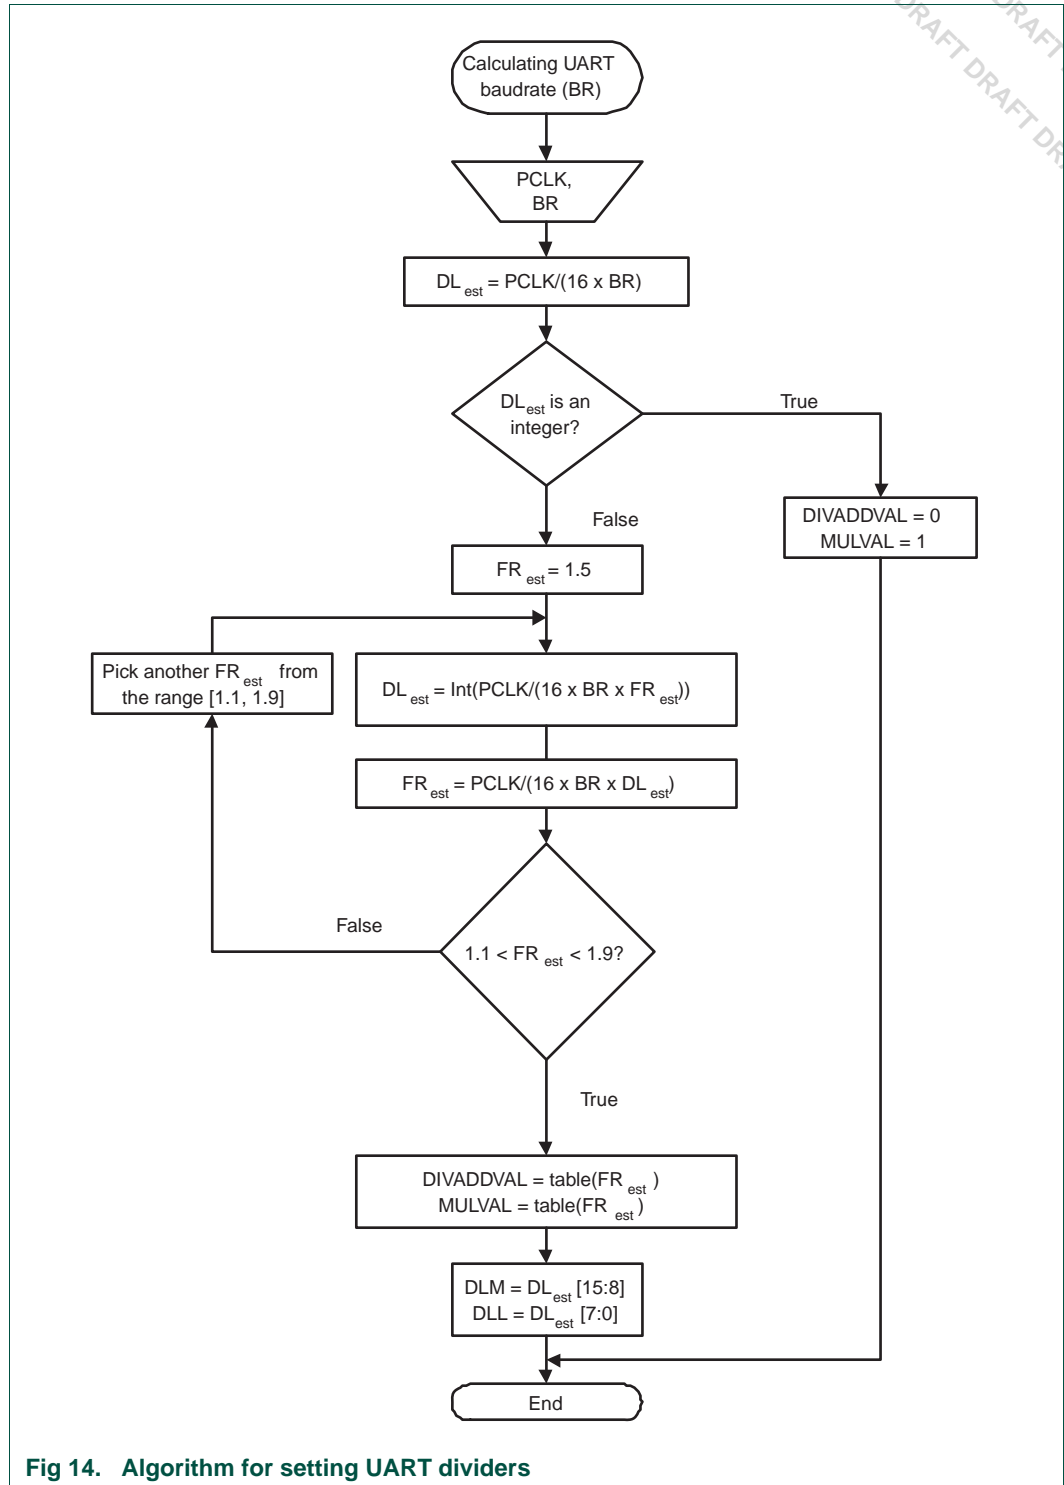 DRAFT
DRAFT DRAFT DR
Calculating UART
baudrate (BR)
PCLK,
BR
DL est = PCLK/(16 x BR)
DLest is an
integer?
True
False
DIVADDVAL = 0
MULVAL = 1
FR est = 1.5
Pick another FR est from
the range [1.1, 1.9]
DL est = Int(PCLK/(16 x BR x FR est))
FR est = PCLK/(16 x BR x DL est)
False
1.1 < FR est < 1.9?
True
DIVADDVAL = table(FR est )
MULVAL = table(FR est )
DLM = DLest [15:8]
DLL = DLest [7:0]
End
Fig 14. Algorithm for setting UART dividers